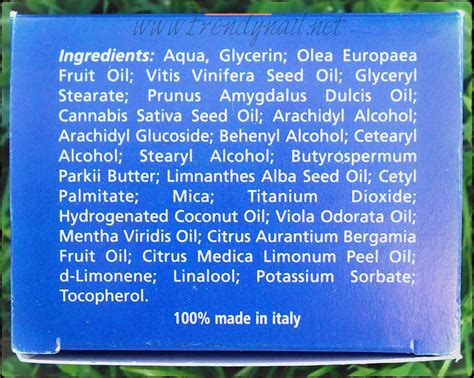 www.trendynail.net
Ingredients: Aqua, Glycerin; Olea Europaea
Fruit Oil; Vitis Vinifera Seed Oil; Glyceryl
Stearate; Prunus Amygdalus Dulcis Oil;
Cannabis Sativa Seed Oil; Arachidyl Alcohol;
Arachidyl Glucoside; Behenyl Alcohol; Cetearyl
Alcohol; Stearyl Alcohol; Butyróspermum
Parkii Butter; Limnanthes Alba Seed Oil; Cetyl
Palmitate; Mica; Titanium Dioxide;
Hydrogenated Coconut Oil; Viola Odorata Oil;
Mentha Viridis Oil; Citrus Aurantium Bergamia
Fruit Oil; Citrus Medica Limonum Peel Oil;
d-Limonene; Linalool; Potassium Sorbate;
Tocopherol.
100% made in italy